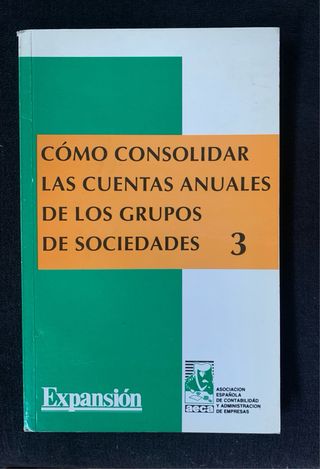 CÓMO CONSOLIDAR
LAS CUENTAS ANUALES
DE LOS GRUPOS
DE SOCIEDADES 3
Expansión
aeca
ASOCIACION
ESPAÑOLA
DE CONTABILIDAD
Y ADMINISTRACION
DE EMPRESAS